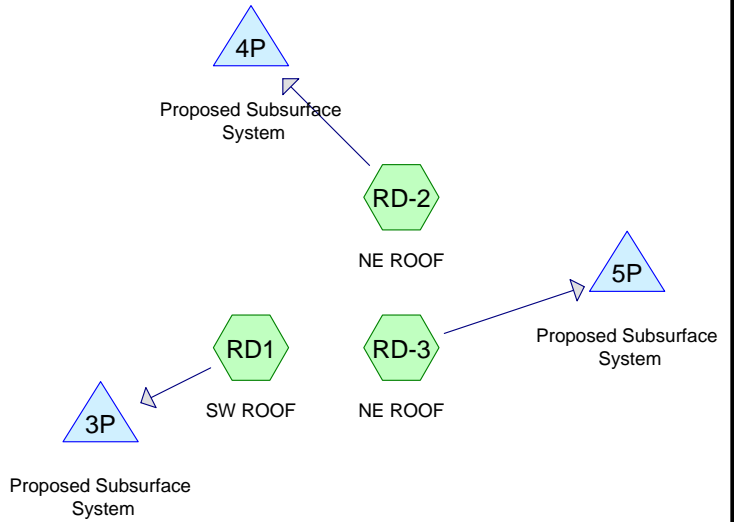 4P
Proposed Subsurface
System
RD-2
NE ROOF
5P
Proposed Subsurface
System
RD1
SW ROOF
RD-3
NE ROOF
3P
Proposed Subsurface
System